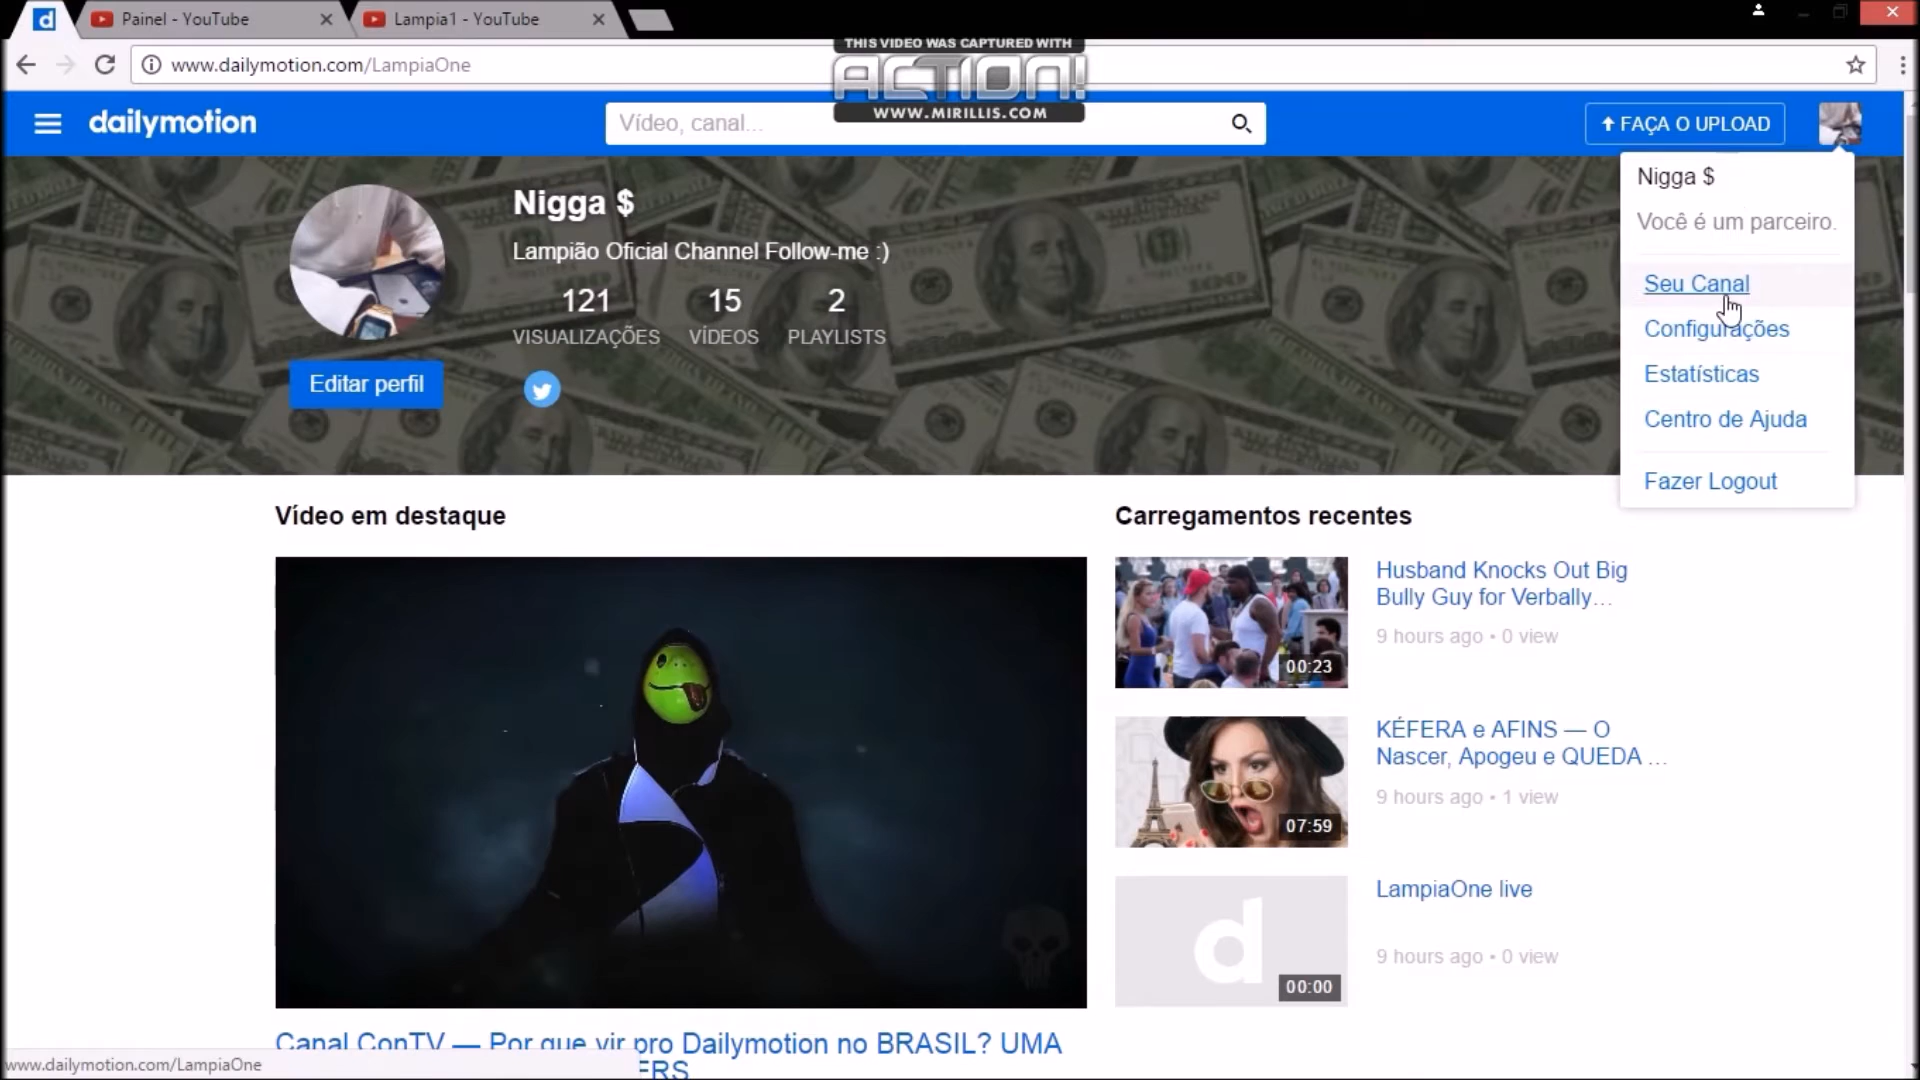 Painel - YouTube
Lampia1 - YouTube
THIS VIDEO WAS CAPTURED WITH
ACTION!
WWW.MIRILLIS.COM
www.dailymotion.com/LampiaOne
dailymotion
Vídeo, canal...
FAÇA O UPLOAD
Nigga $
Você é um parceiro.
Seu Canal
Configurações
Estatísticas
Centro de Ajuda
Fazer Logout
Nigga $
Lampião Oficial Channel Follow-me :)
121 15 2
VISUALIZAÇÕES VÍDEOS PLAYLISTS
Editar perfil
Vídeo em destaque
Canal ConTV — Por que vir pro Dailymotion no BRASIL? UMA
ERS
Carregamentos recentes
00:23
Husband Knocks Out Big
Bully Guy for Verbally…
9 hours ago • 0 view
07:59
KÉFERA e AFINS — O
Nascer, Apogeu e QUEDA …
9 hours ago • 1 view
d
00:00
LampiaOne live
9 hours ago • 0 view
www.dailymotion.com/LampiaOne